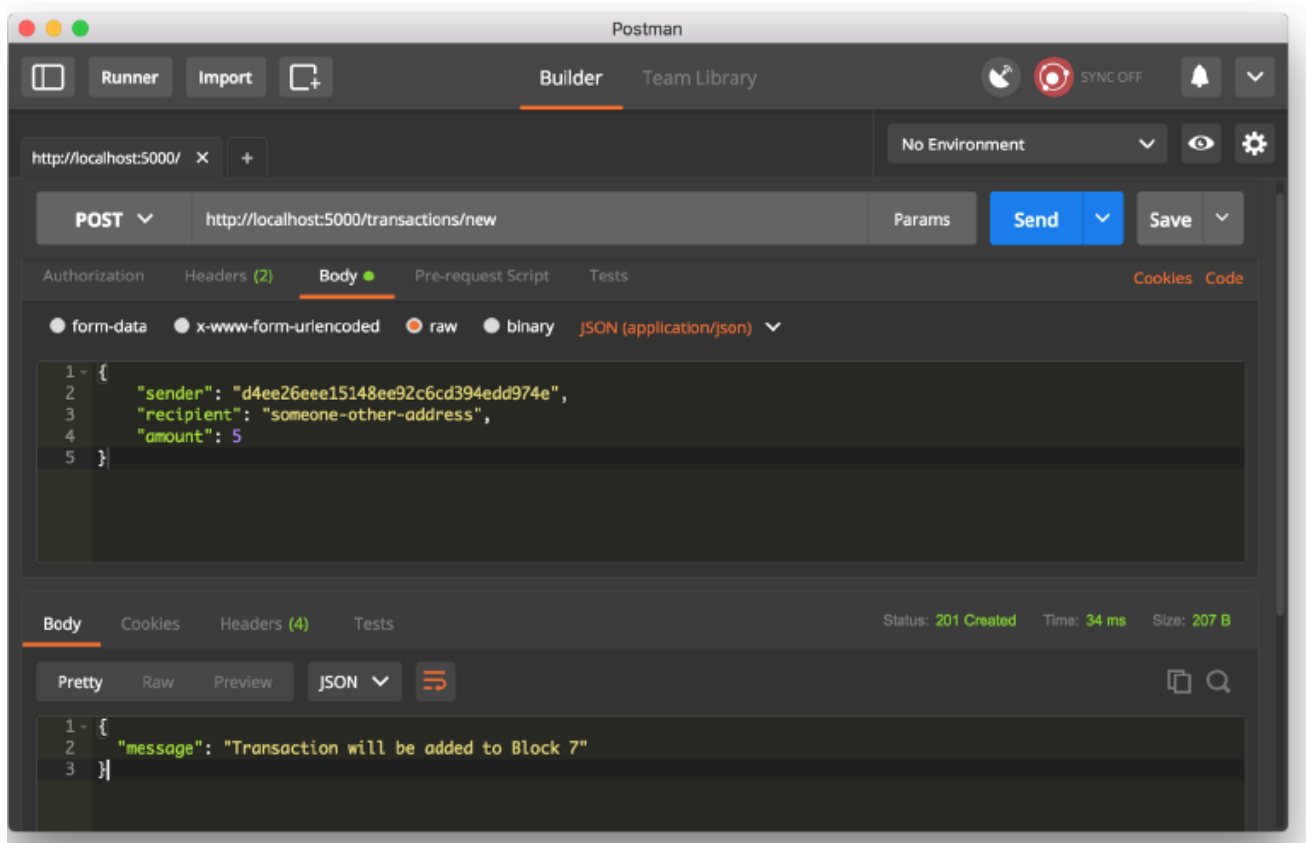 Postman
Runner Import Builder Team Library SYNC OFF
http://localhost:5000/ No Environment
POST http://localhost:5000/transactions/new Params Send Save
Authorization Headers (2) Body Pre-request Script Tests Cookies Code
form-data x-www-form-urlencoded raw binary JSON (application/json)
1 {
2 "sender": "d4ee26eee15148ee92c6cd394edd974e",
3 "recipient": "someone-other-address",
4 "amount": 5
5 }
Body Cookies Headers (4) Tests Status: 201 Created Time: 34 ms Size: 207 B
Pretty Raw Preview JSON
1 {
2 "message": "Transaction will be added to Block 7"
3 }